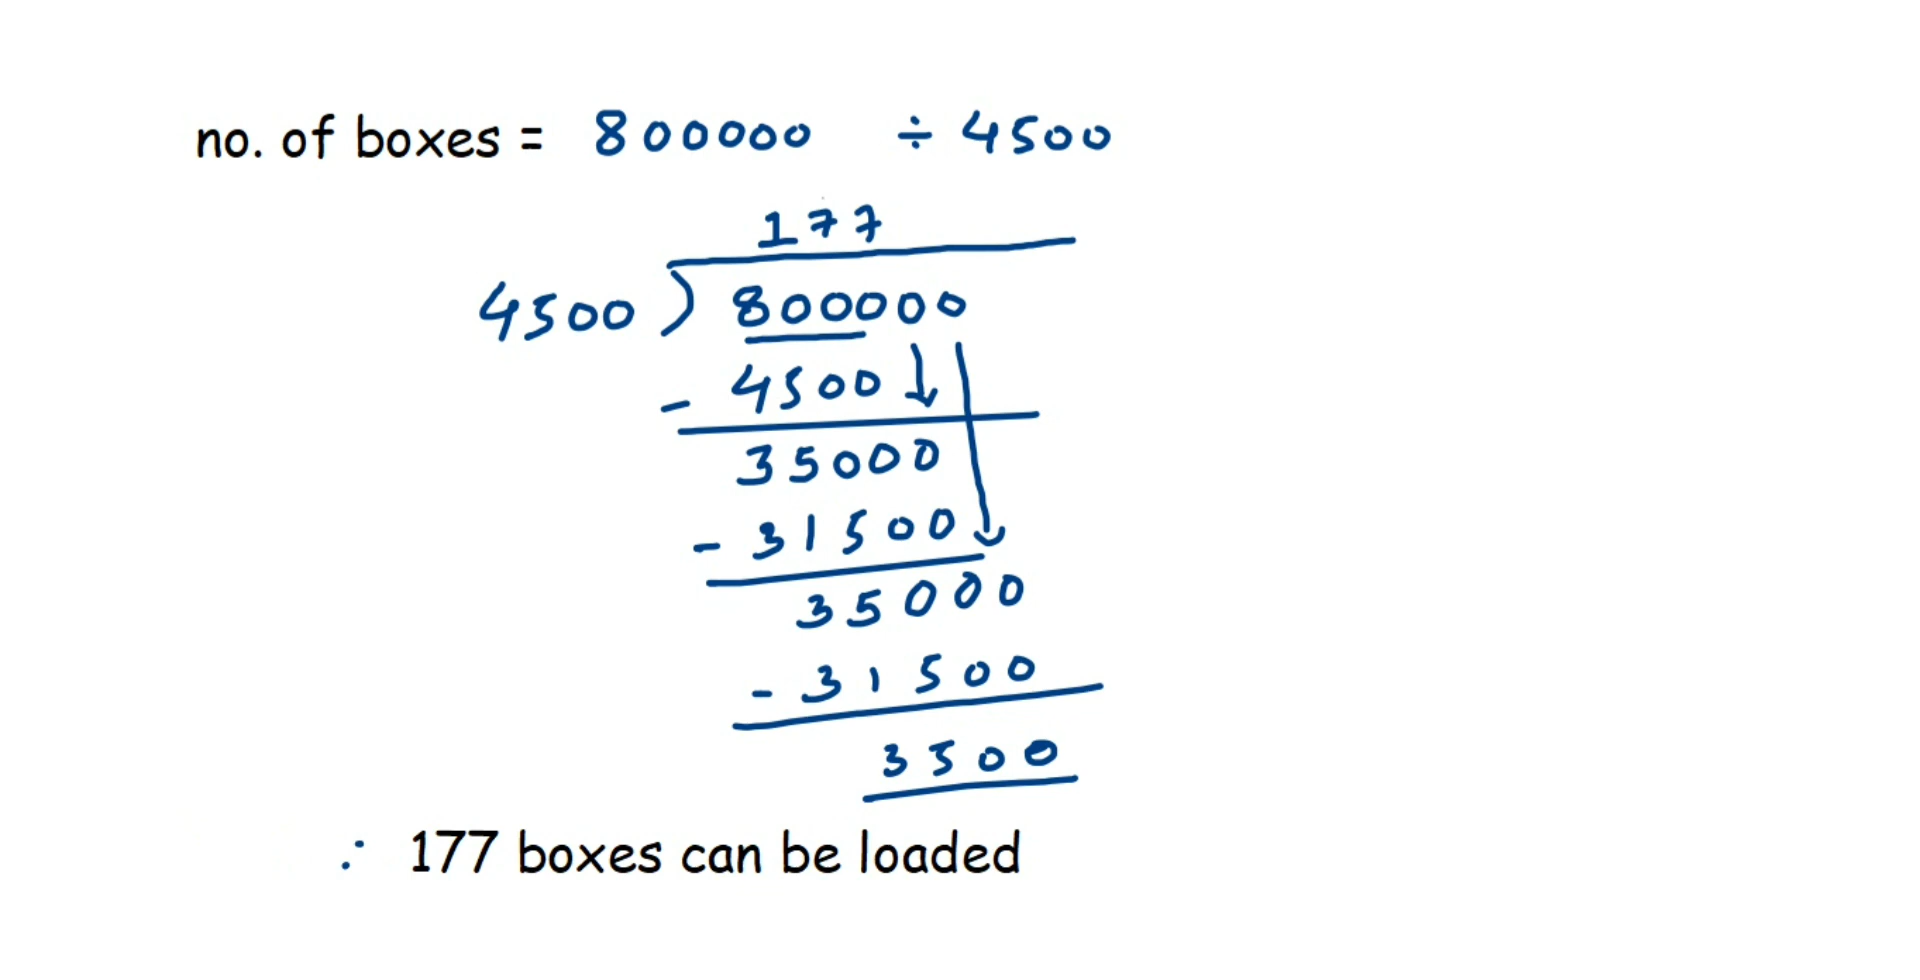 no. of boxes = 800000 ÷ 4500
177
4500 ) 800000
- 4500
35000
- 31500
35000
- 31500
3500
∴ 177 boxes can be loaded